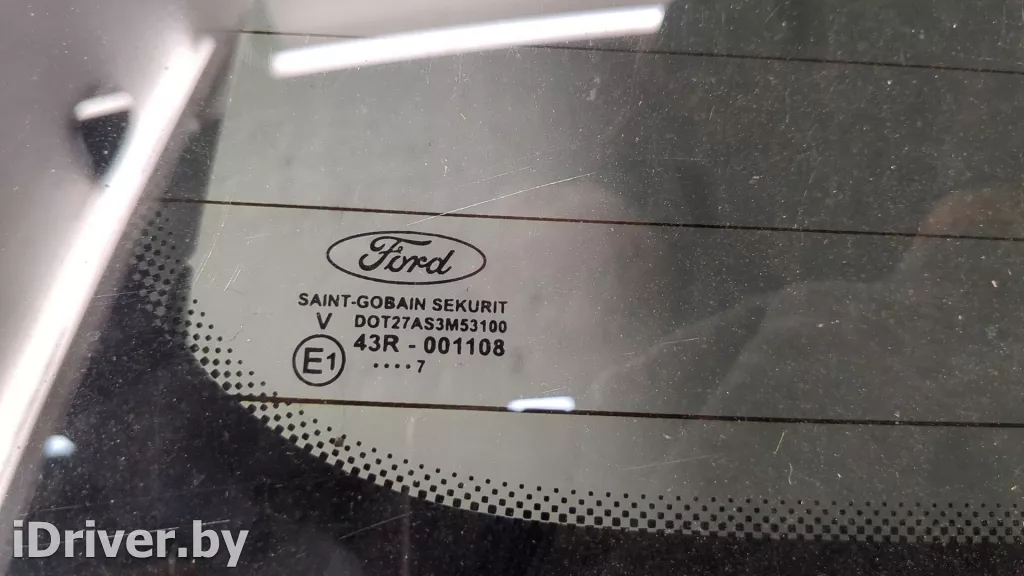 Ford
SAINT-GOBAIN SEKURIT
V DOT27AS3M53100
E1 43R - 001108
....7
iDriver.by